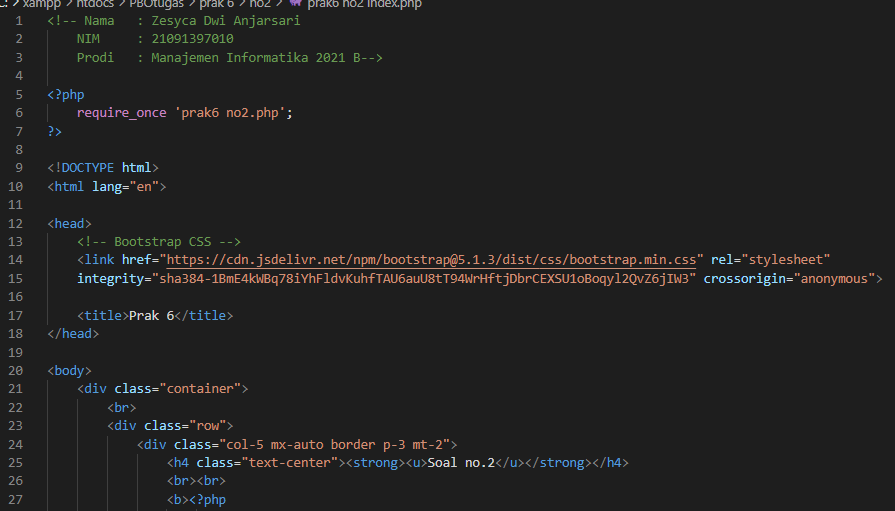 C: > xampp > htdocs > PBOtugas > prak 6 > no2 > prak6 no2 index.php
1 <!-- Nama   : Zesyca Dwi Anjarsari
2     NIM     : 21091397010
3     Prodi   : Manajemen Informatika 2021 B-->
4
5 <?php
6     require_once 'prak6 no2.php';
7 ?>
8
9 <!DOCTYPE html>
10 <html lang="en">
11
12 <head>
13     <!-- Bootstrap CSS -->
14     <link href="https://cdn.jsdelivr.net/npm/bootstrap@5.1.3/dist/css/bootstrap.min.css" rel="stylesheet"
15     integrity="sha384-1BmE4kWBq78iYhFldvKuhfTAU6auU8tT94WrHftjDbrCEXSU1oBoqyl2QvZ6jIW3" crossorigin="anonymous">
16
17     <title>Prak 6</title>
18 </head>
19
20 <body>
21     <div class="container">
22         <br>
23         <div class="row">
24             <div class="col-5 mx-auto border p-3 mt-2">
25                 <h4 class="text-center"><strong><u>Soal no.2</u></strong></h4>
26                 <br><br>
27                 <b><?php